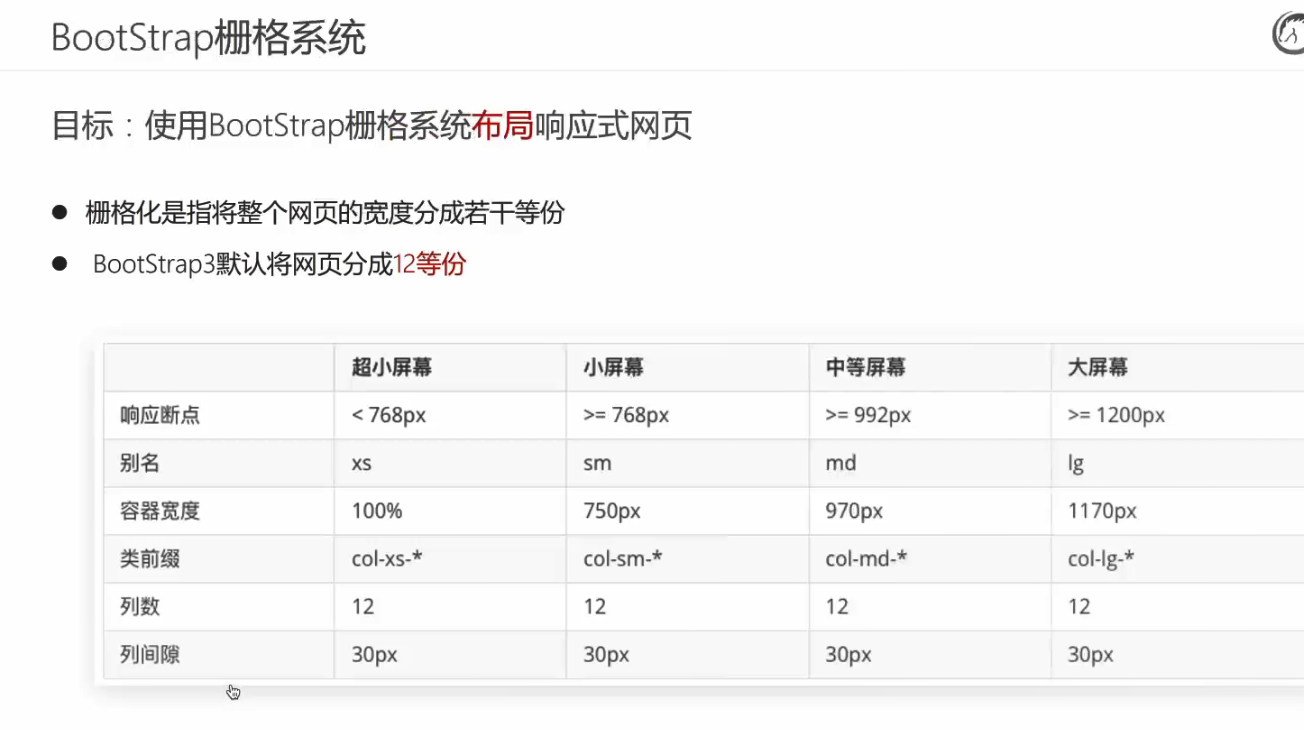 BootStrap栅格系统
目标：使用BootStrap栅格系统布局响应式网页
● 栅格化是指将整个网页的宽度分成若干等份
● BootStrap3默认将网页分成12等份
超小屏幕 小屏幕 中等屏幕 大屏幕
响应断点 < 768px >= 768px >= 992px >= 1200px
别名 xs sm md lg
容器宽度 100% 750px 970px 1170px
类前缀 col-xs-* col-sm-* col-md-* col-lg-*
列数 12 12 12 12
列间隙 30px 30px 30px 30px